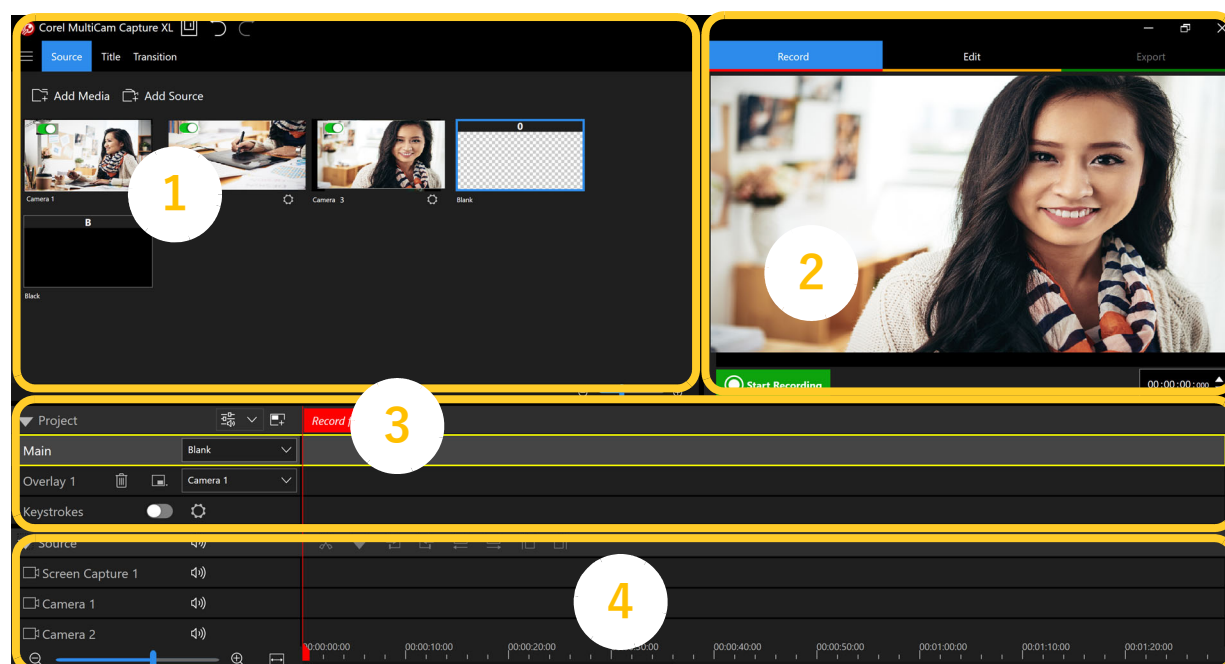 Corel MultiCam Capture XL
Source Title Transition
Add Media Add Source
0
Camera 1
Camera 3
Blank
1
B
Black
Record Edit Export
2
Start Recording
00:00:00:000
Project
Record
3
Main Blank
Overlay 1 Camera 1
Keystrokes
Source
Screen Capture 1
Camera 1
Camera 2
4
00:00:00:00 00:00:10:00 00:00:20:00 00:00:40:00 00:00:50:00 00:01:00:00 00:01:10:00 00:01:20:00